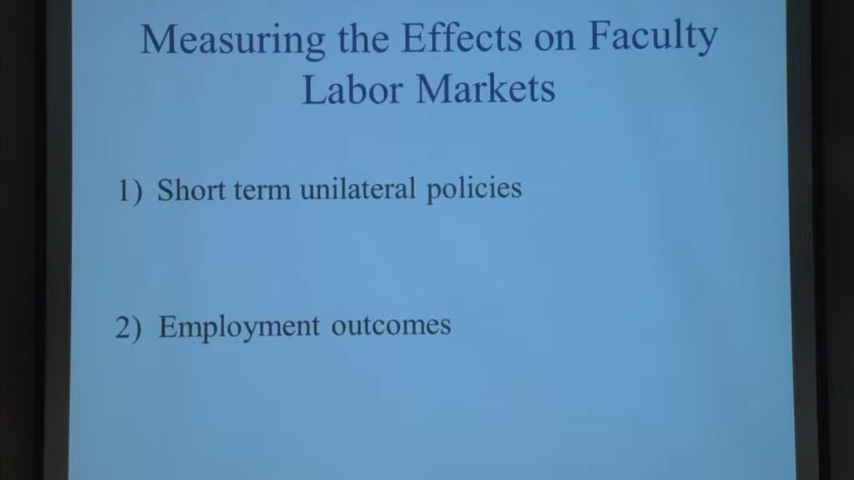 Measuring the Effects on Faculty
Labor Markets
1) Short term unilateral policies
2) Employment outcomes